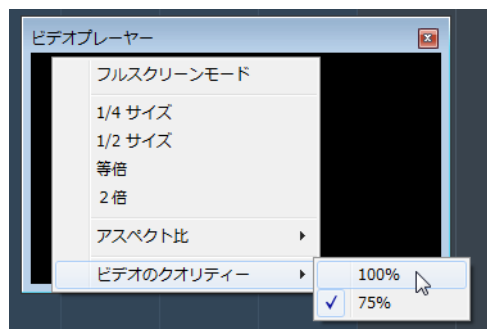 ビデオプレーヤー
フルスクリーンモード
1/4 サイズ
1/2 サイズ
等倍
２倍
アスペクト比
ビデオのクオリティー
100%
75%